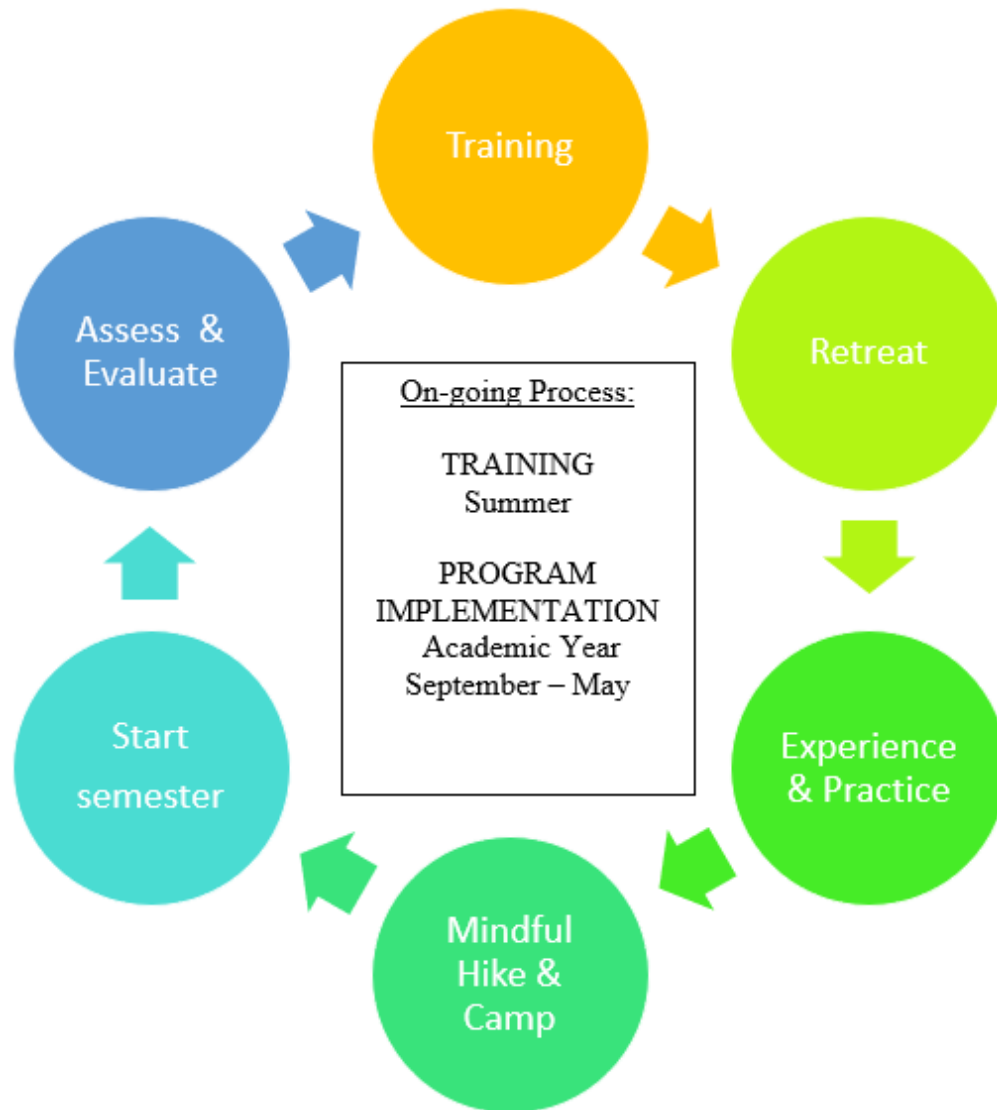 Training
Retreat
Experience
& Practice
Mindful
Hike &
Camp
Start
semester
Assess & 
Evaluate
On-going Process:
TRAINING
Summer
PROGRAM
IMPLEMENTATION
Academic Year
September – May